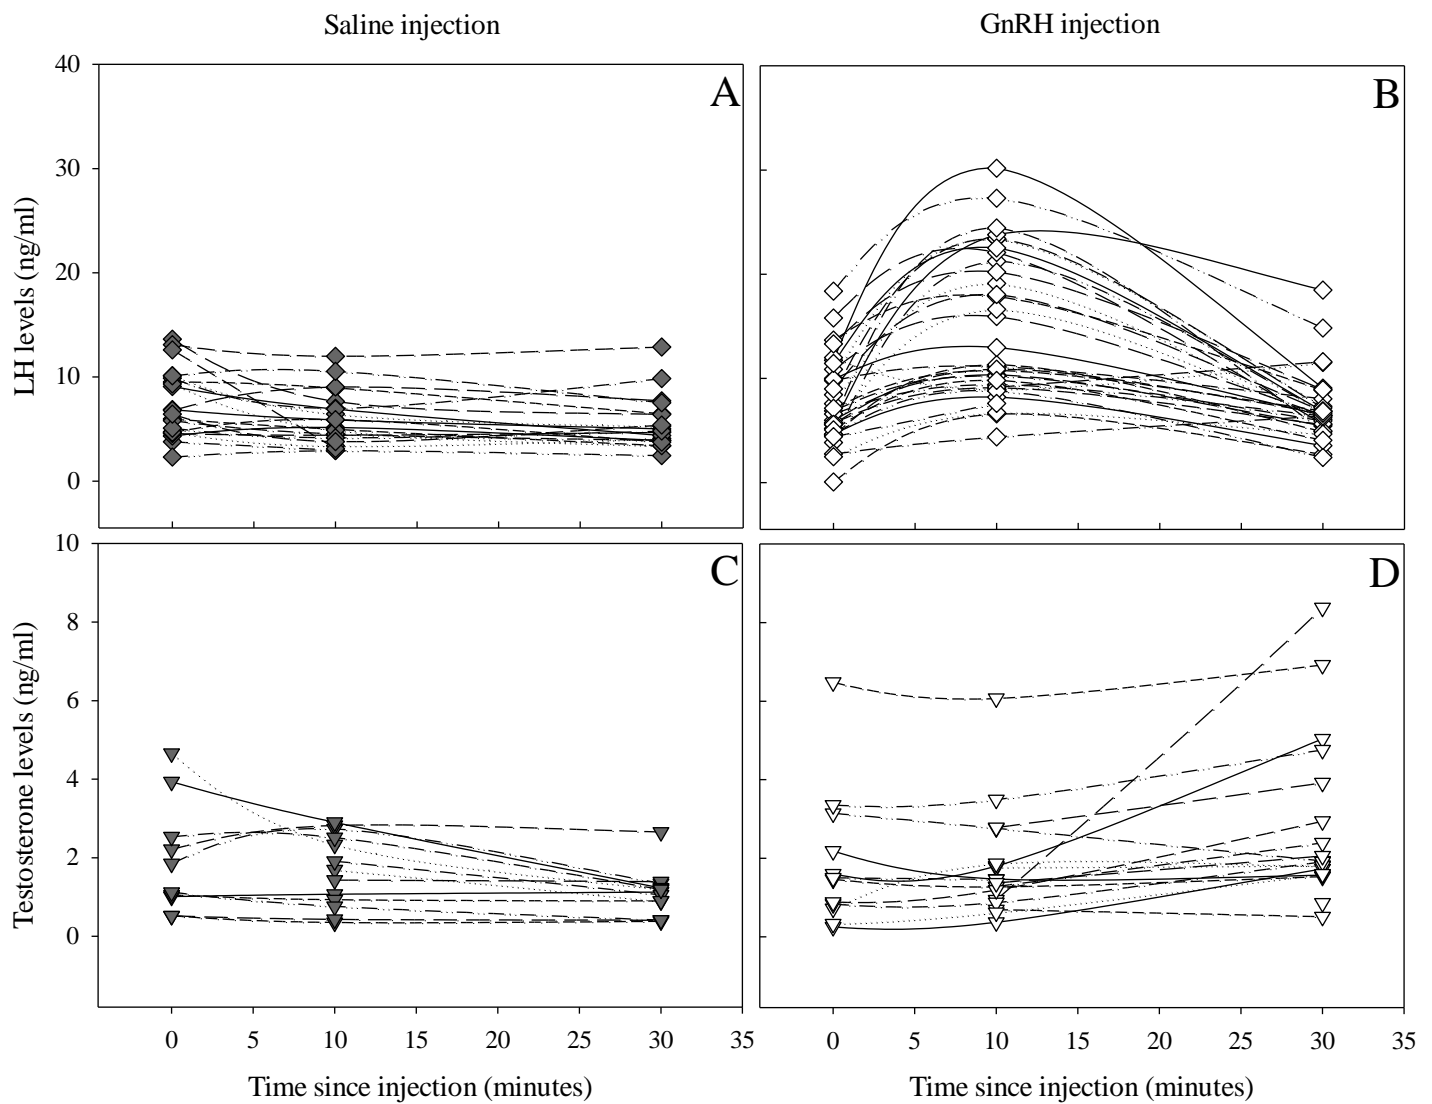 Saline injection
GnRH injection
A
B
40
30
20
10
0
LH levels (ng/ml)
C
D
10
8
6
4
2
0
Testosterone levels (ng/ml)
0 5 10 15 20 25 30 35
0 5 10 15 20 25 30 35
Time since injection (minutes)
Time since injection (minutes)